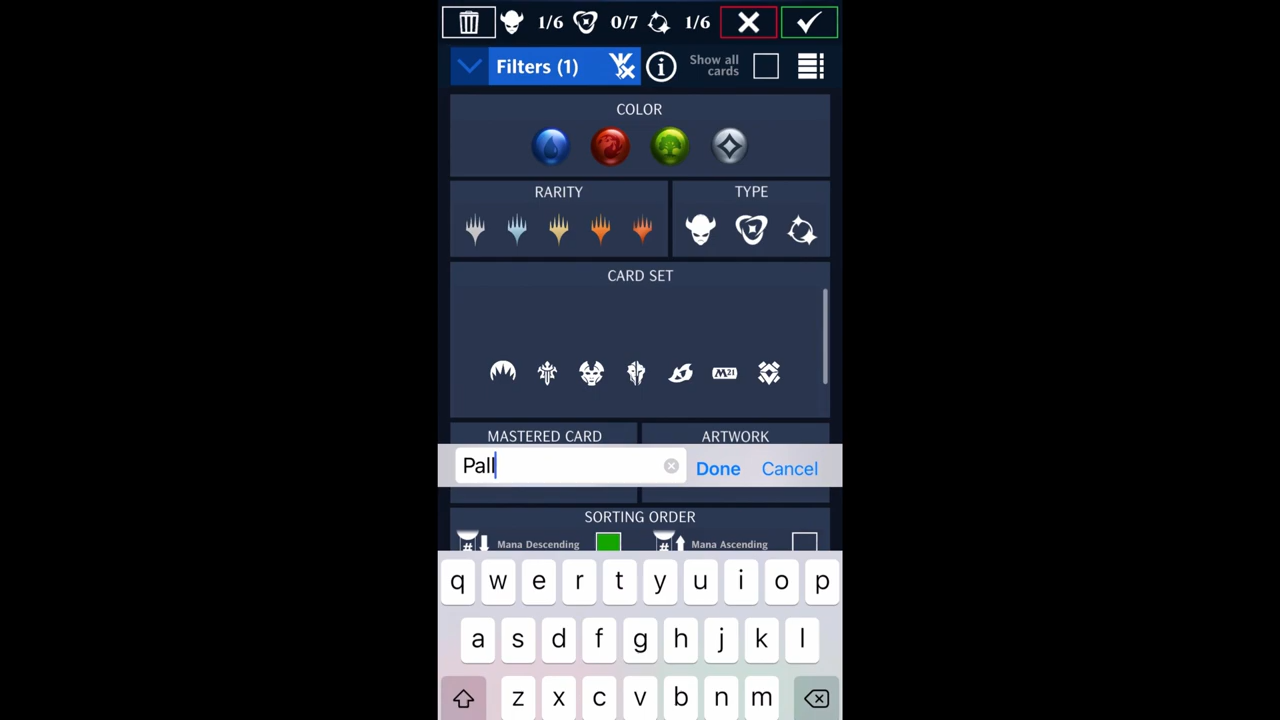 1/6 0/7 1/6
Filters (1) i Show all cards
COLOR
RARITY TYPE
CARD SET
M21
MASTERED CARD ARTWORK
Pall Done Cancel
SORTING ORDER
# Mana Descending # Mana Ascending
q w e r t y u i o p
a s d f g h j k l
z x c v b n m